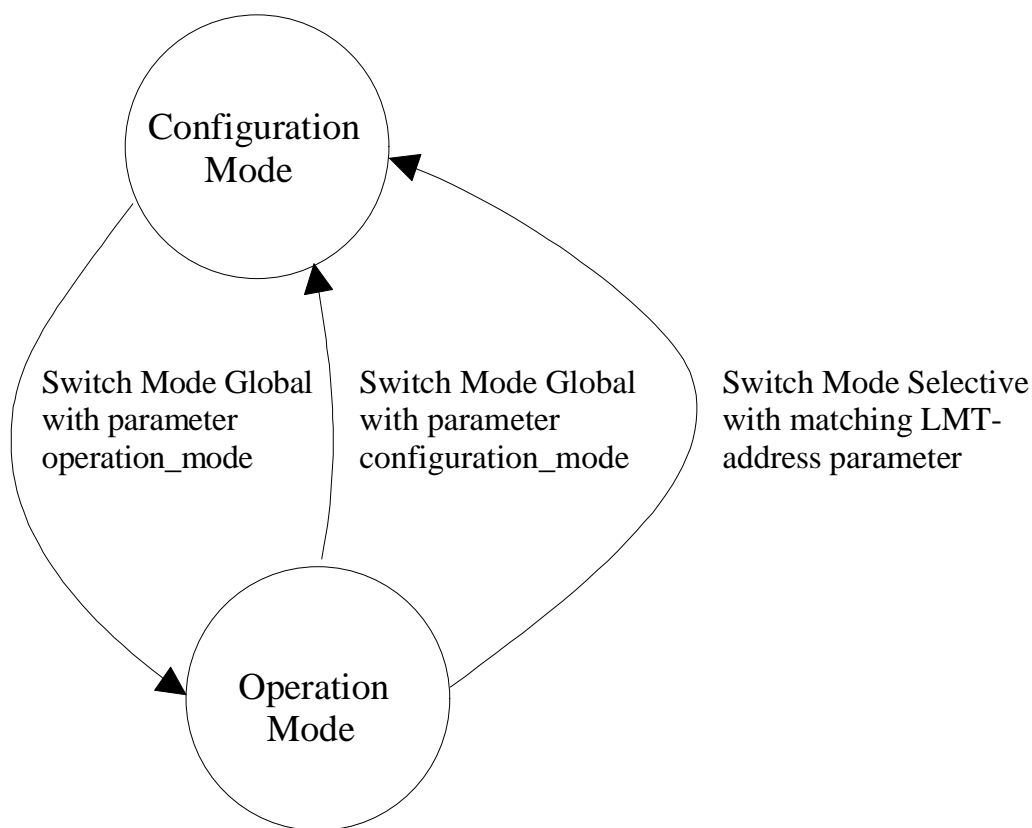 Configuration
Mode
Switch Mode Global
with parameter
operation_mode
Switch Mode Global
with parameter
configuration_mode
Switch Mode Selective
with matching LMT-
address parameter
Operation
Mode